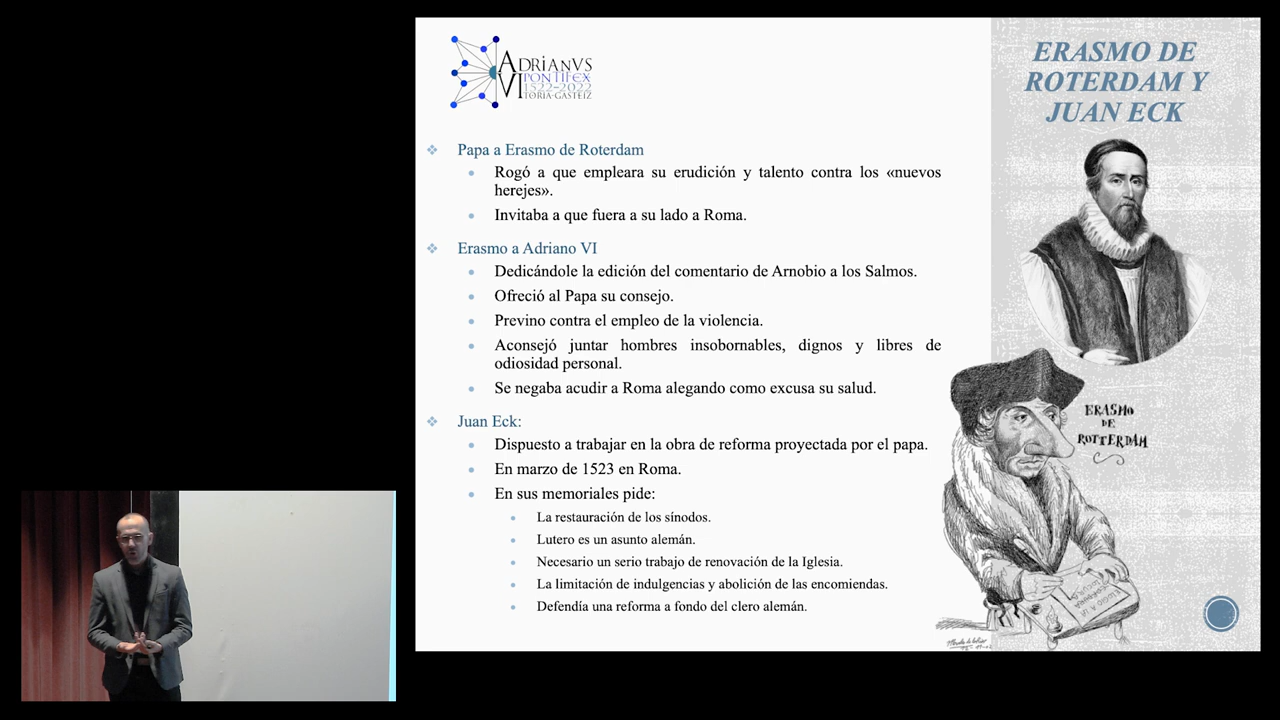 ADRIANVS
VI PONTIFEX
1522-2022
VITORIA-GASTEIZ
ERASMO DE
ROTERDAM Y
JUAN ECK
Papa a Erasmo de Roterdam
Rogó a que empleara su erudición y talento contra los «nuevos
herejes».
Invitaba a que fuera a su lado a Roma.
Erasmo a Adriano VI
Dedicándole la edición del comentario de Arnobio a los Salmos.
Ofreció al Papa su consejo.
Previno contra el empleo de la violencia.
Aconsejó juntar hombres insobornables, dignos y libres de
odiosidad personal.
Se negaba acudir a Roma alegando como excusa su salud.
Juan Eck:
Dispuesto a trabajar en la obra de reforma proyectada por el papa.
En marzo de 1523 en Roma.
En sus memoriales pide:
La restauración de los sínodos.
Lutero es un asunto alemán.
Necesario un serio trabajo de renovación de la Iglesia.
La limitación de indulgencias y abolición de las encomiendas.
Defendía una reforma a fondo del clero alemán.
ERASMO
DE
ROTTERDAM